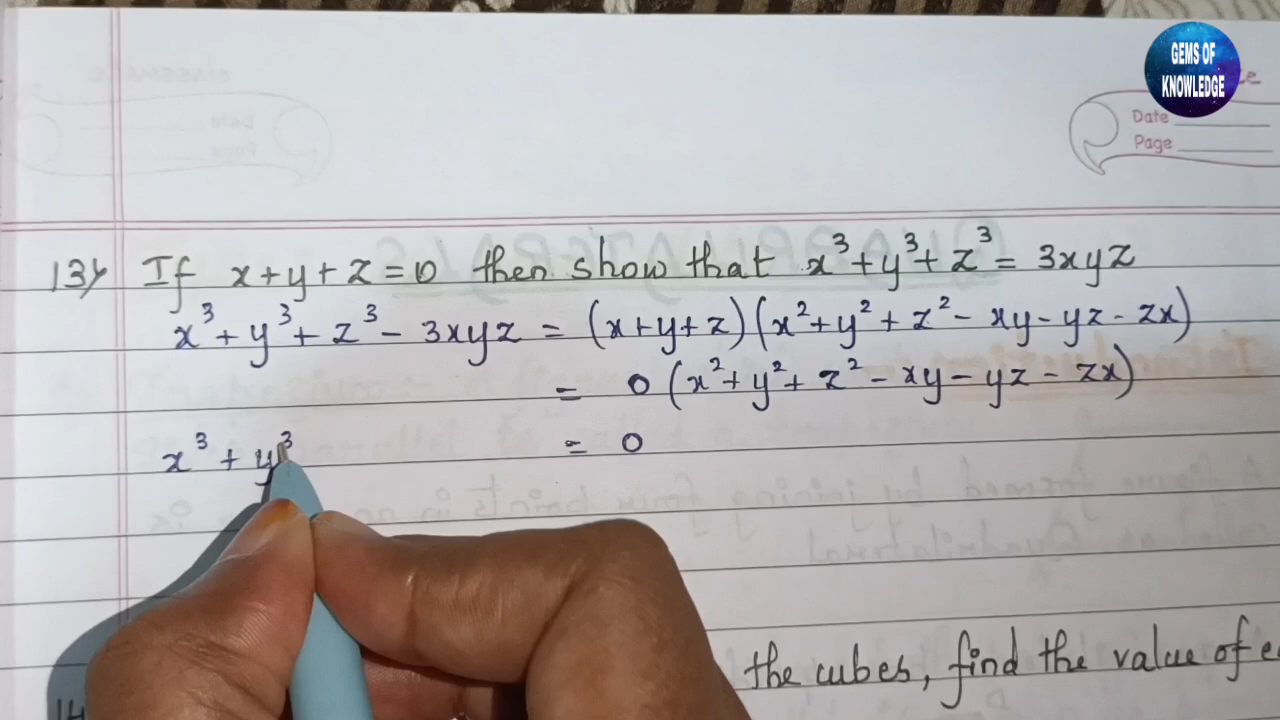 GEMS OF
KNOWLEDGE
Date
Page
13) If x+y+z=0 then show that x³+y³+z³ = 3xyz
x³+y³+z³ - 3xyz = (x+y+z)(x²+y²+z²-xy-yz-zx)
= 0(x²+y²+z²-xy-yz-zx)
x³+y³ = 0
the cubes, find the value of e